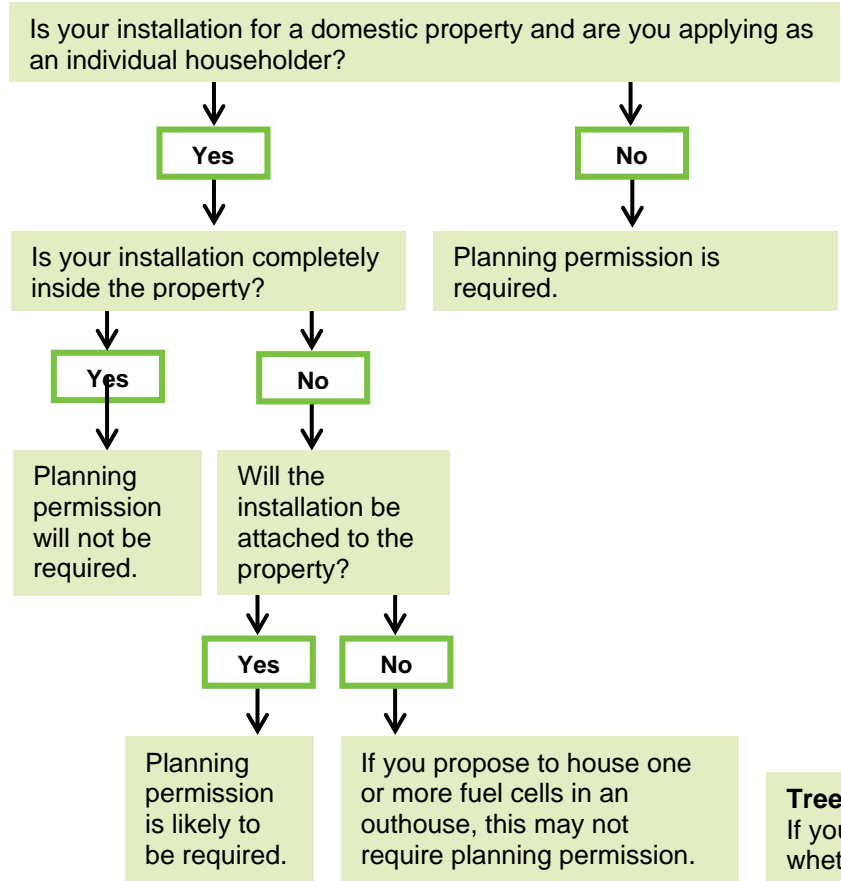 Is your installation for a domestic property and are you applying as
an individual householder?
Yes
No
Is your installation completely
inside the property?
Planning permission is
required.
Yes
No
Planning
permission
will not be
required.
Will the
installation be
attached to the
property?
Yes
No
Planning
permission
is likely to
be required.
If you propose to house one
or more fuel cells in an
outhouse, this may not
require planning permission.
Tree
If you
whet